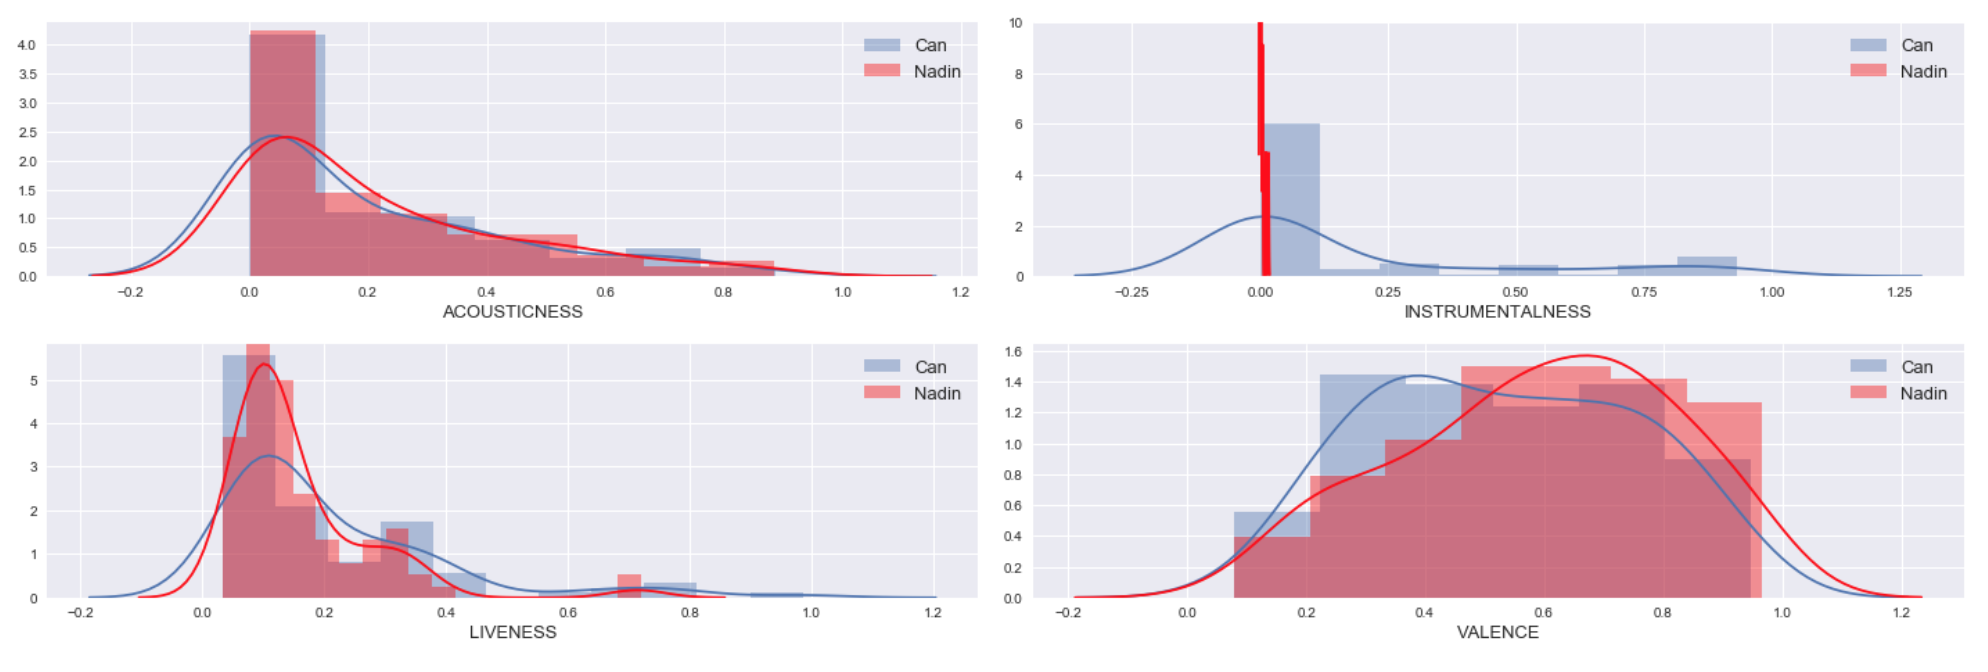 Can
Nadin
4.0
3.5
3.0
2.5
2.0
1.5
1.0
0.5
0.0
−0.2 0.0 0.2 0.4 0.6 0.8 1.0 1.2
ACOUSTICNESS
Can
Nadin
10
8
6
4
2
0
−0.25 0.00 0.25 0.50 0.75 1.00 1.25
INSTRUMENTALNESS
Can
Nadin
5
4
3
2
1
0
−0.2 0.0 0.2 0.4 0.6 0.8 1.0 1.2
LIVENESS
Can
Nadin
1.6
1.4
1.2
1.0
0.8
0.6
0.4
0.2
0.0
−0.2 0.0 0.2 0.4 0.6 0.8 1.0 1.2
VALENCE